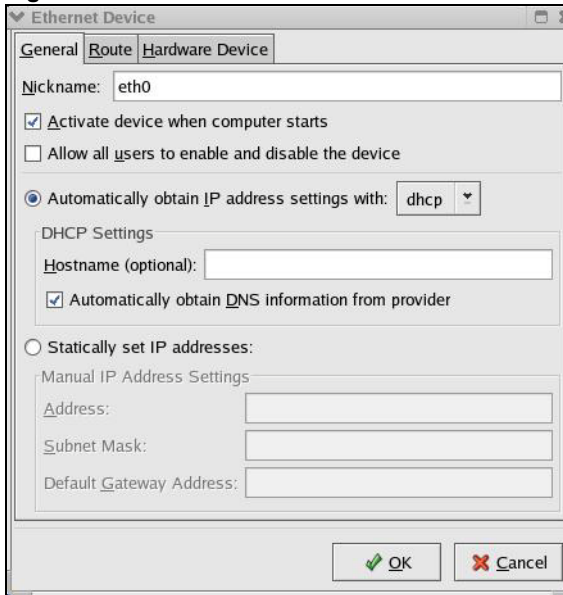 Ethernet Device
General Route Hardware Device
Nickname: eth0
Activate device when computer starts
Allow all users to enable and disable the device
Automatically obtain IP address settings with: dhcp
DHCP Settings
Hostname (optional):
Automatically obtain DNS information from provider
Statically set IP addresses:
Manual IP Address Settings
Address:
Subnet Mask:
Default Gateway Address:
OK Cancel